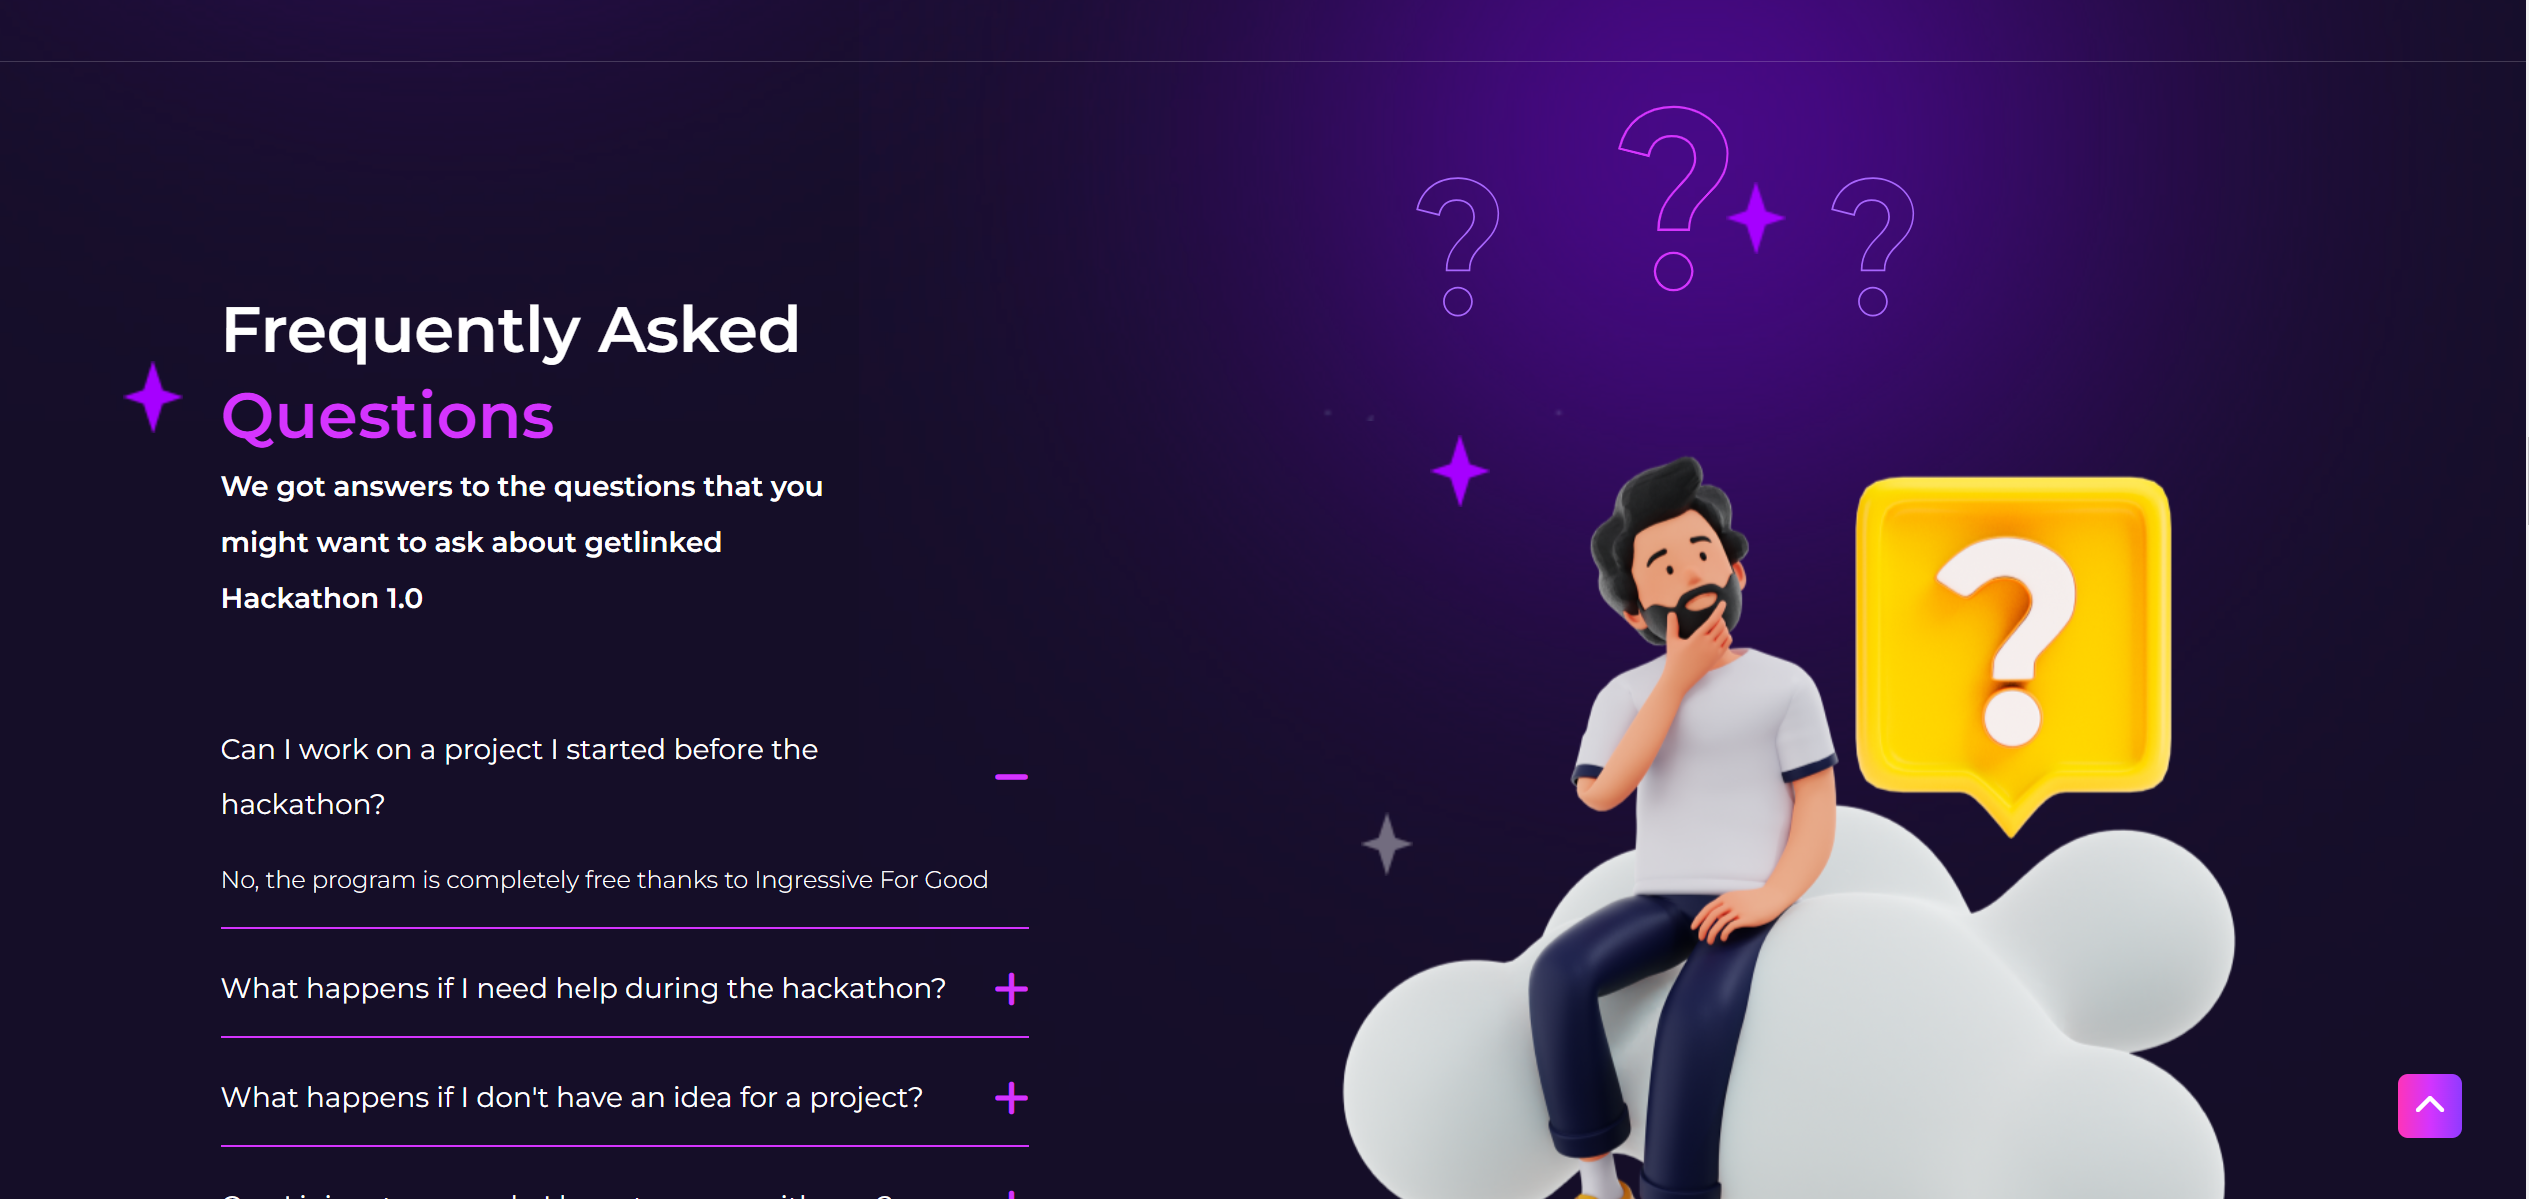 Frequently Asked
Questions
We got answers to the questions that you
might want to ask about getlinked
Hackathon 1.0
Can I work on a project I started before the
hackathon?
No, the program is completely free thanks to Ingressive For Good
What happens if I need help during the hackathon?
What happens if I don't have an idea for a project?